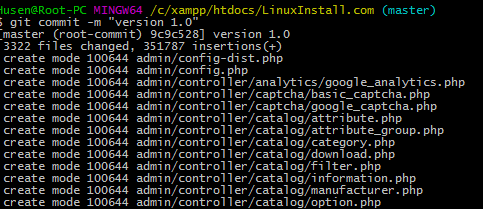 Husen@Root-PC MINGW64 /c/xampp/htdocs/LinuxInstall.com (master)
$ git commit -m "version 1.0"
[master (root-commit) 9c9c528] version 1.0
3322 files changed, 351787 insertions(+)
create mode 100644 admin/config-dist.php
create mode 100644 admin/config.php
create mode 100644 admin/controller/analytics/google_analytics.php
create mode 100644 admin/controller/captcha/basic_captcha.php
create mode 100644 admin/controller/captcha/google_captcha.php
create mode 100644 admin/controller/catalog/attribute.php
create mode 100644 admin/controller/catalog/attribute_group.php
create mode 100644 admin/controller/catalog/category.php
create mode 100644 admin/controller/catalog/download.php
create mode 100644 admin/controller/catalog/filter.php
create mode 100644 admin/controller/catalog/information.php
create mode 100644 admin/controller/catalog/manufacturer.php
create mode 100644 admin/controller/catalog/option.php